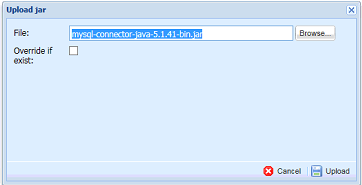 Upload jar
File:
mysql-connector-java-5.1.41-bin.jar
Browse...
Override if
exist:
Cancel
Upload